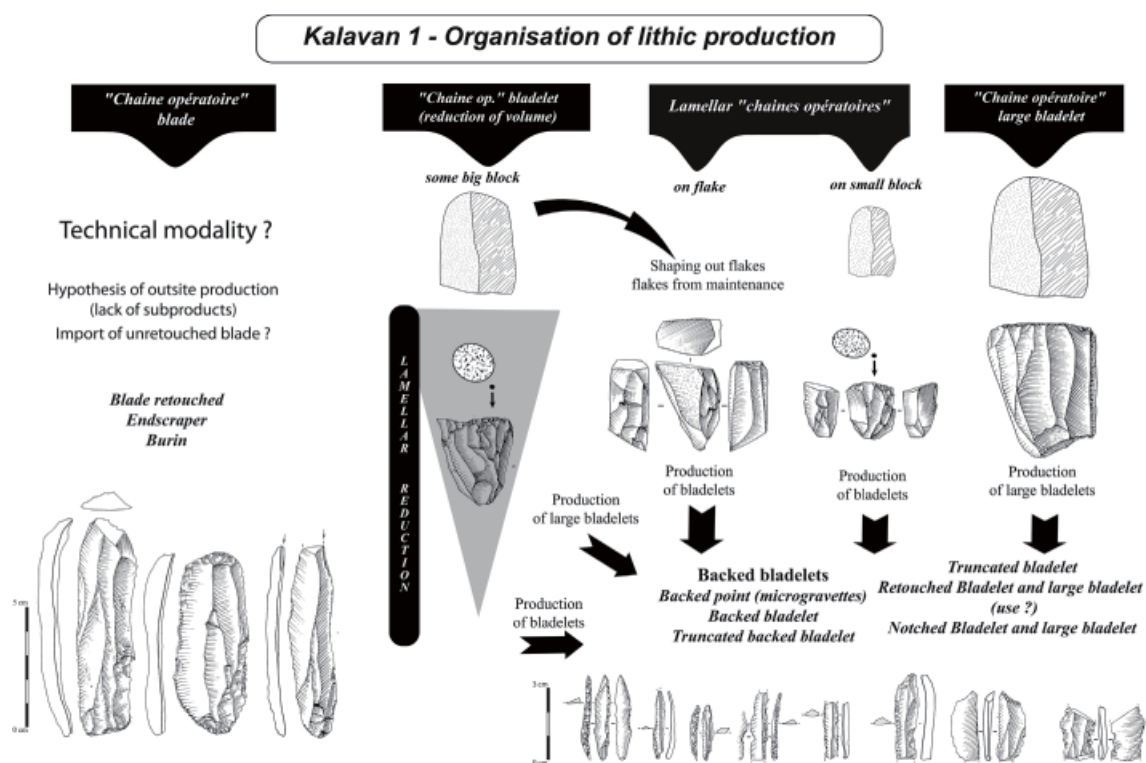 Kalavan 1 - Organisation of lithic production
"Chaine opératoire"
blade
"Chaine op." bladelet
(reduction of volume)
Lamellar "chaines opératoires"
"Chaine opératoire"
large bladelet
some big block
on flake
on small block
Technical modality ?
Hypothesis of outsite production
(lack of subproducts)
Import of unretouched blade ?
Shaping out flakes
flakes from maintenance
LAMELLAR REDUCTION
Blade retouched
Endscraper
Burin
Production
of large bladelets
Production
of bladelets
Production
of bladelets
Production
of bladelets
Production
of large bladelets
Backed bladelets
Backed point (microgravettes)
Backed bladelet
Truncated backed bladelet
Truncated bladelet
Retouched Bladelet and large bladelet
(use ?)
Notched Bladelet and large bladelet
5 cm
0 cm
3 cm
0 cm